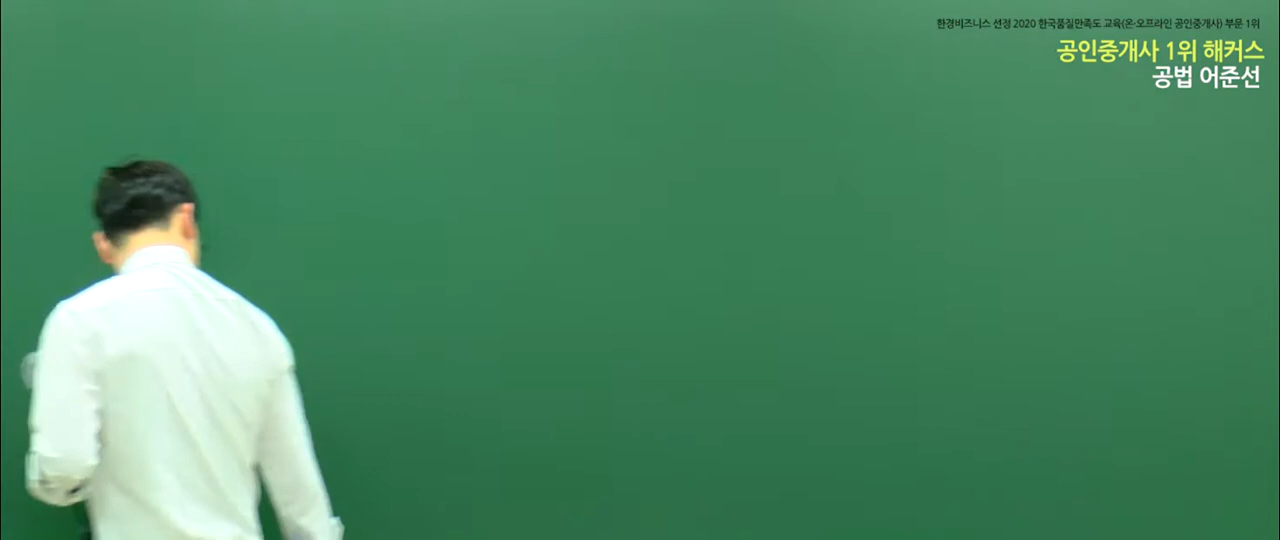 한경비즈니스 선정 2020 한국품질만족도 교육(온·오프라인 공인중개사) 부문 1위
공인중개사 1위 해커스
공법 어준선